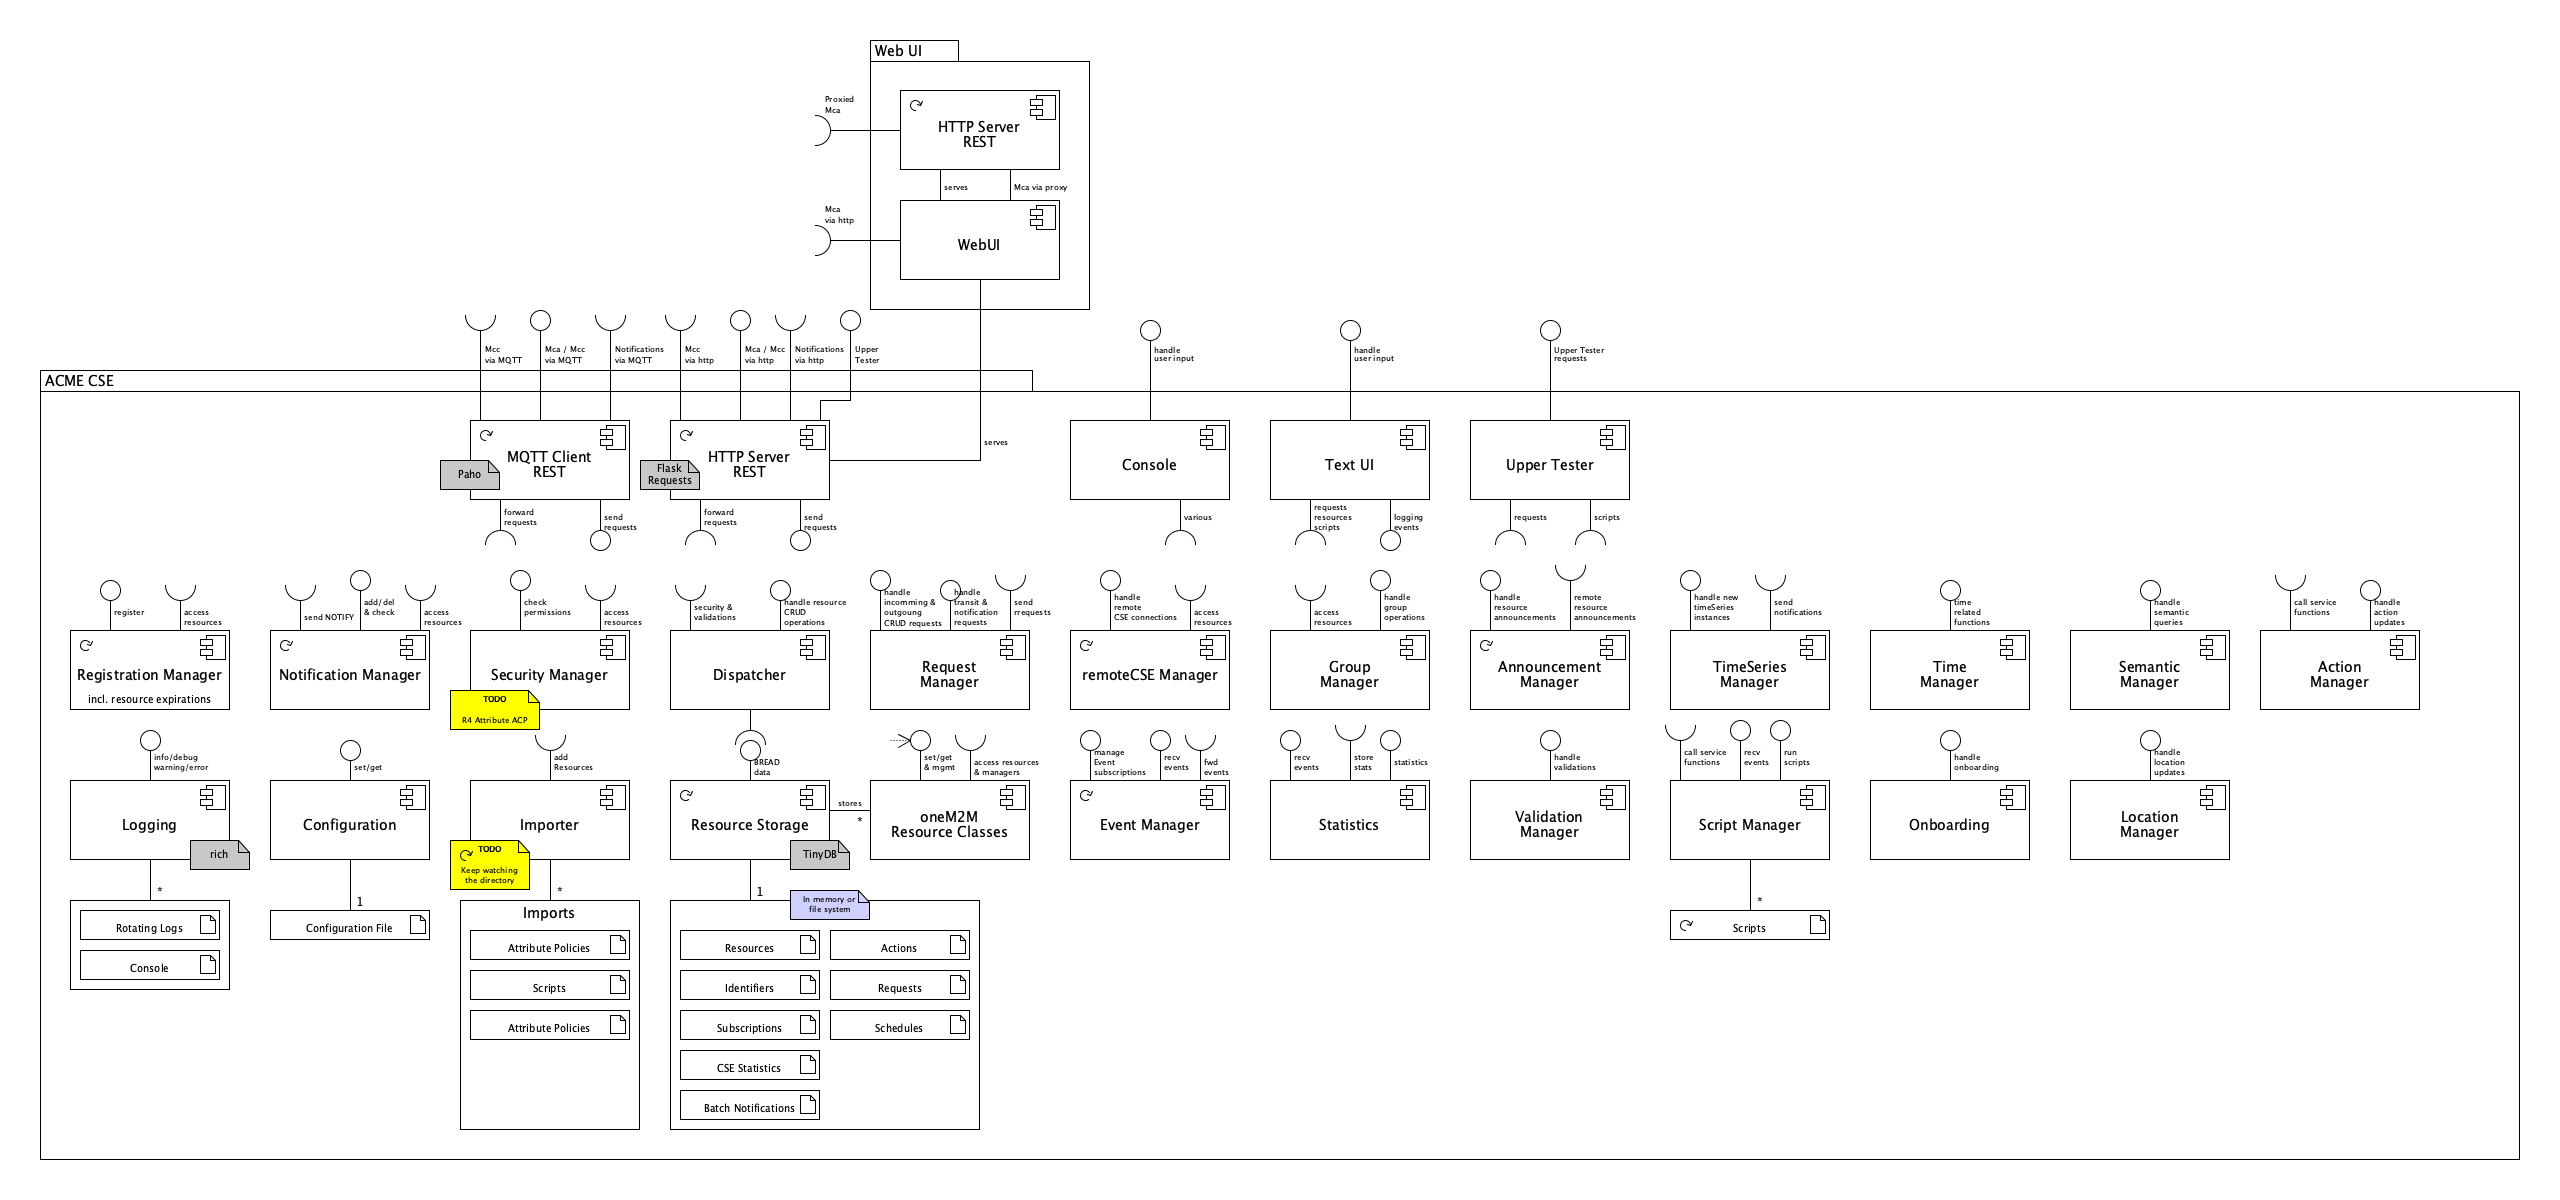 Web UI
Proxied
Mca
HTTP Server
REST
serves
Mca via proxy
Mca
via http
WebUI
Mcc
via MQTT
Mca / Mcc
via MQTT
Notifications
via MQTT
Mcc
via http
Mca / Mcc
via http
Notifications
via http
Upper
Tester
handle
user input
handle
user input
Upper Tester
requests
ACME CSE
MQTT Client
REST
Paho
HTTP Server
REST
Flask
Requests
serves
Console
Text UI
Upper Tester
forward
requests
send
requests
forward
requests
send
requests
various
requests
resources
scripts
logging
events
requests
scripts
register
access
resources
send NOTIFY
add/del
& check
access
resources
check
permissions
access
resources
security &
validations
handle resource
CRUD
operations
handle
incomming &
outgoung
CRUD requests
handle
transit &
notification
requests
send
rrequests
handle
remote
CSE connections
access
resources
access
resources
handle
group
operations
handle
resource
announcements
remote
resource
announcements
handle new
timeSeries
instances
send
notifications
time
related
functions
handle
semantic
queries
call service
functions
handle
action
updates
Registration Manager
incl. resource expirations
Notification Manager
Security Manager
TODO
R4 Attribute ACP
Dispatcher
Request
Manager
remoteCSE Manager
Group
Manager
Announcement
Manager
TimeSeries
Manager
Time
Manager
Semantic
Manager
Action
Manager
info/debug
warning/error
set/get
add
Resources
BREAD
data
set/get
& mgmt
access resources
& managers
manage
Event
subscriptions
recv
events
fwd
events
recv
events
store
stats
statistics
handle
validations
call service
functions
recv
events
run
scripts
handle
onboarding
handle
location
updates
Logging
rich
Configuration
Importer
TODO
Keep watching
the directory
Resource Storage
TinyDB
stores
*
oneM2M
Resource Classes
Event Manager
Statistics
Validation
Manager
Script Manager
Onboarding
Location
Manager
*
1
*
1
In memory or
file system
*
Rotating Logs
Console
Configuration File
Imports
Attribute Policies
Scripts
Attribute Policies
Resources
Actions
Identifiers
Requests
Subscriptions
Schedules
CSE Statistics
Batch Notifications
Scripts